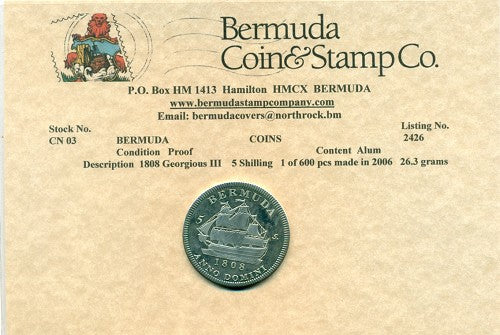 Bermuda
Coin&Stamp Co.
P.O. Box HM 1413 Hamilton HMCX BERMUDA
www.bermudastampcompany.com
Email: bermudacovers@northrock.bm
Stock No. Listing No.
CN 03 BERMUDA COINS 2426
Condition Proof Content Alum
Description 1808 Georgious III 5 Shilling 1 of 600 pcs made in 2006 26.3 grams
BERMUDA
5 s
1808
ANNO DOMINI